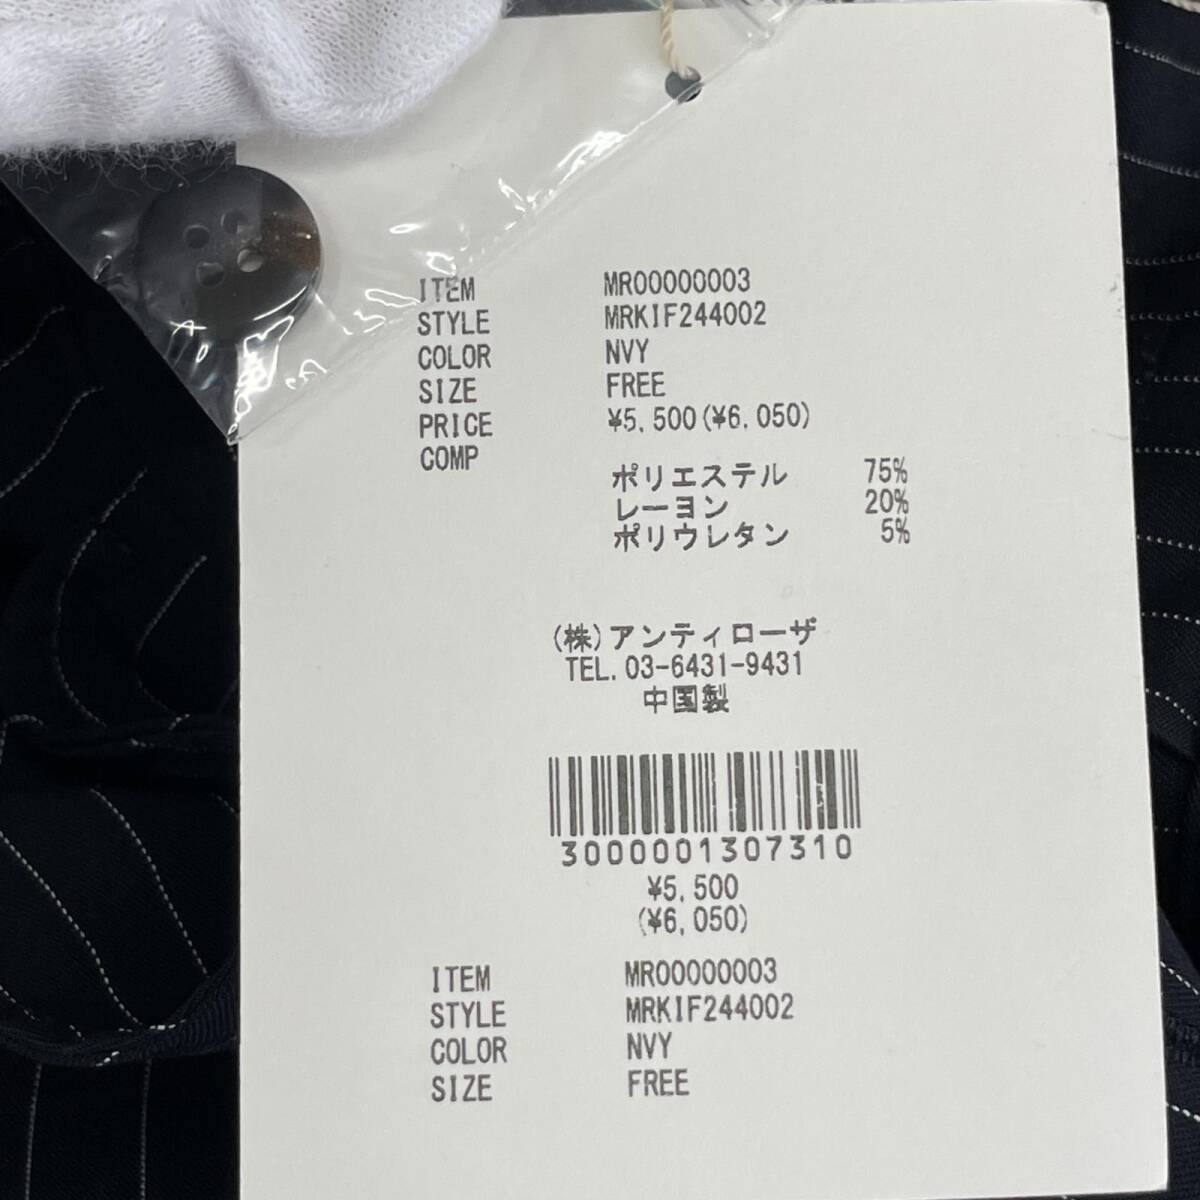 ITEM MR00000003
STYLE MRKIF244002
COLOR NVY
SIZE FREE
PRICE ¥5,500(¥6,050)
COMP
ポリエステル 75%
レーヨン 20%
ポリウレタン 5%
(株)アンティローザ
TEL.03-6431-9431
中国製
3000001307310
¥5,500
(¥6,050)
ITEM MR00000003
STYLE MRKIF244002
COLOR NVY
SIZE FREE